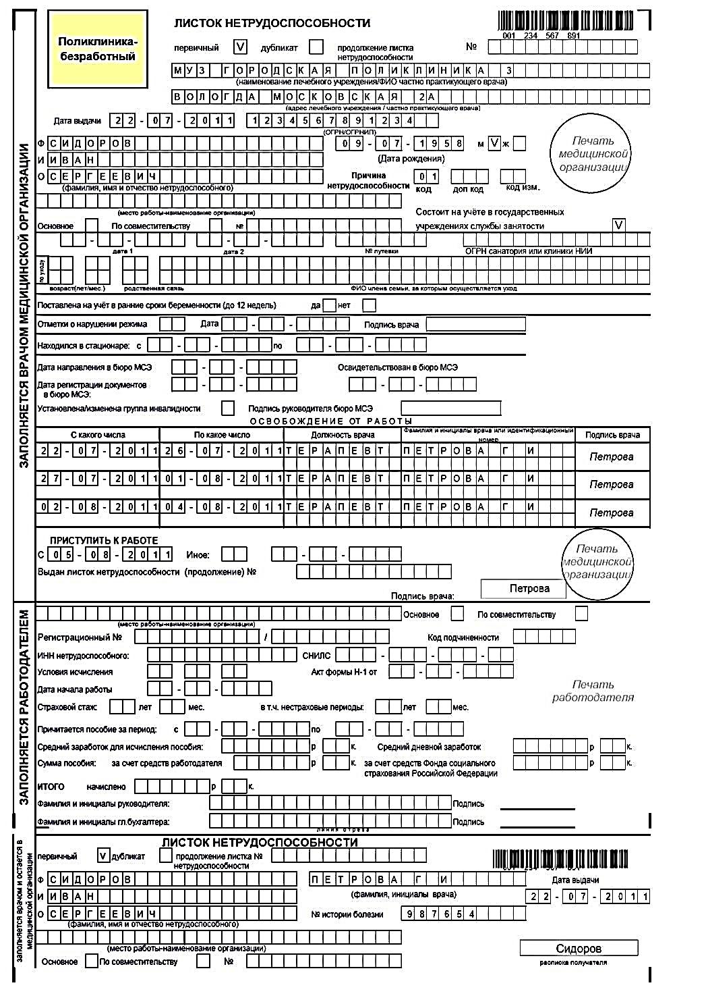 Поликлиника-
безработный
ЛИСТОК НЕТРУДОСПОСОБНОСТИ
001 234 567 891
первичный V дубликат продолжение листка
нетрудоспособности
№
МУЗ ГОРОДСКАЯ ПОЛИКЛИНИКА 3
(наименование лечебного учреждения/ФИО частно практикующего врача)
ВОЛОГДА МОСКОВСКАЯ 2А
(адрес лечебного учреждения / частно практикующего врача)
Дата выдачи 22-07-2011 1234567891234
(ОГРН/ОГРНИП)
Ф СИДОРОВ 09-07-1958 м V ж
И ИВАН (Дата рождения)
О СЕРГЕЕВИЧ Причина
нетрудоспособности 01
код доп код код изм.
(фамилия, имя и отчество нетрудоспособного)
Печать
медицинской
организации
(место работы-наименование организации)
Состоит на учёте в государственных
учреждениях службы занятости V
Основное По совместительству №
дата 1 дата 2 № путевки ОГРН санатория или клиники НИИ
по уходу
возраст(лет/мес.) родственная связь ФИО члена семьи, за которым осуществляется уход
Поставлена на учёт в ранние сроки беременности (до 12 недель) да нет
Отметки о нарушении режима Дата - - Подпись врача
Находился в стационаре: с - - по - -
Дата направления в бюро МСЭ - - Освидетельствован в бюро МСЭ
Дата регистрации документов
в бюро МСЭ: - - - -
Установлена/изменена группа инвалидности Подпись руководителя бюро МСЭ
ОСВОБОЖДЕНИЕ ОТ РАБОТЫ
С какого числа По какое число Должность врача Фамилия и инициалы врача или идентификационный
номер Подпись врача
22-07-2011 26-07-2011 ТЕРАПЕВТ ПЕТРОВА Г И Петрова
27-07-2011 01-08-2011 ТЕРАПЕВТ ПЕТРОВА Г И Петрова
02-08-2011 04-08-2011 ТЕРАПЕВТ ПЕТРОВА Г И Петрова
ПРИСТУПИТЬ К РАБОТЕ
С 05-08-2011 Иное: - -
Выдан листок нетрудоспособности (продолжение) №
Печать
медицинской
организации
Подпись врача: Петрова
ЗАПОЛНЯЕТСЯ ВРАЧОМ МЕДИЦИНСКОЙ ОРГАНИЗАЦИИ
Основное По совместительству
(место работы-наименование организации)
Регистрационный № / Код подчиненности
ИНН нетрудоспособного: СНИЛС - - -
Условия исчисления Акт формы Н-1 от - -
Дата начала работы - -
Печать
работодателя
Страховой стаж: лет мес. в т.ч. нестраховые периоды: лет мес.
Причитается пособие за период: с - - по - -
Средний заработок для исчисления пособия: р к. Средний дневной заработок р к.
Сумма пособия: за счет средств работодателя р к. за счет средств Фонда социального
страхования Российской Федерации р к.
ИТОГО начислено р к.
Фамилия и инициалы руководителя: Подпись
Фамилия и инициалы гл.бухгалтера: Подпись
ЗАПОЛНЯЕТСЯ РАБОТОДАТЕЛЕМ
линия отреза
ЛИСТОК НЕТРУДОСПОСОБНОСТИ
первичный V дубликат продолжение листка №
нетрудоспособности
001 234 567 891
Ф СИДОРОВ ПЕТРОВА Г И Дата выдачи
И ИВАН (фамилия, инициалы врача) 22-07-2011
О СЕРГЕЕВИЧ № истории болезни 987654
(фамилия, имя и отчество нетрудоспособного)
(место работы-наименование организации)
Основное По совместительству №
Сидоров
расписка получателя
заполняется врачом и остается в
медицинской организации